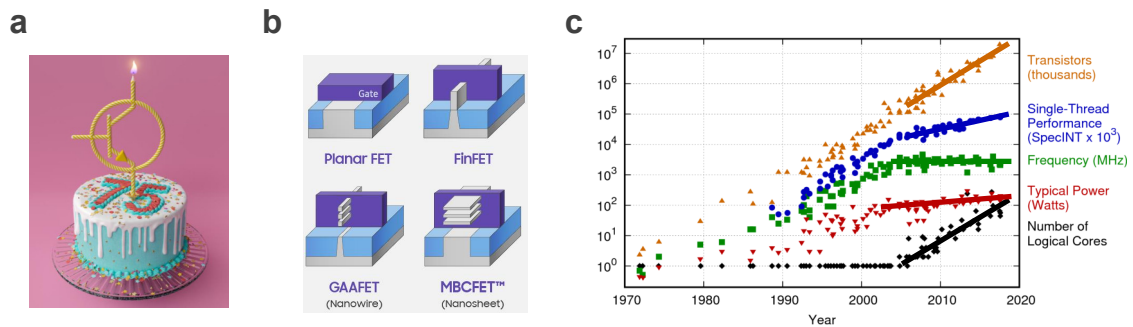 a
b
c
75
Gate
Planar FET
FinFET
GAAFET
(Nanowire)
MBCFET™
(Nanosheet)
10⁷
10⁶
10⁵
10⁴
10³
10²
10¹
10⁰
1970
1980
1990
2000
2010
2020
Year
Transistors
(thousands)
Single-Thread
Performance
(SpecINT x 10³)
Frequency (MHz)
Typical Power
(Watts)
Number of
Logical Cores